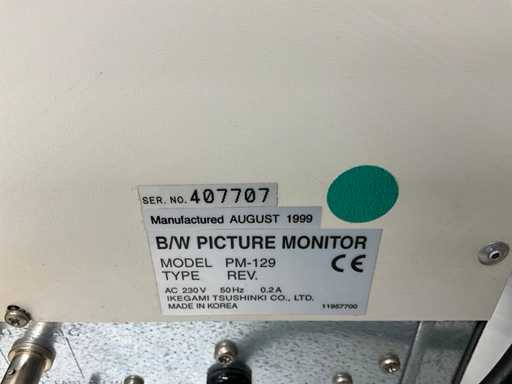 SER. NO. 407707
Manufactured AUGUST 1999
B/W PICTURE MONITOR
MODEL PM-129
TYPE REV.
CE
AC 230V 50Hz 0.2A
IKEGAMI TSUSHINKI CO., LTD.
MADE IN KOREA 11957700